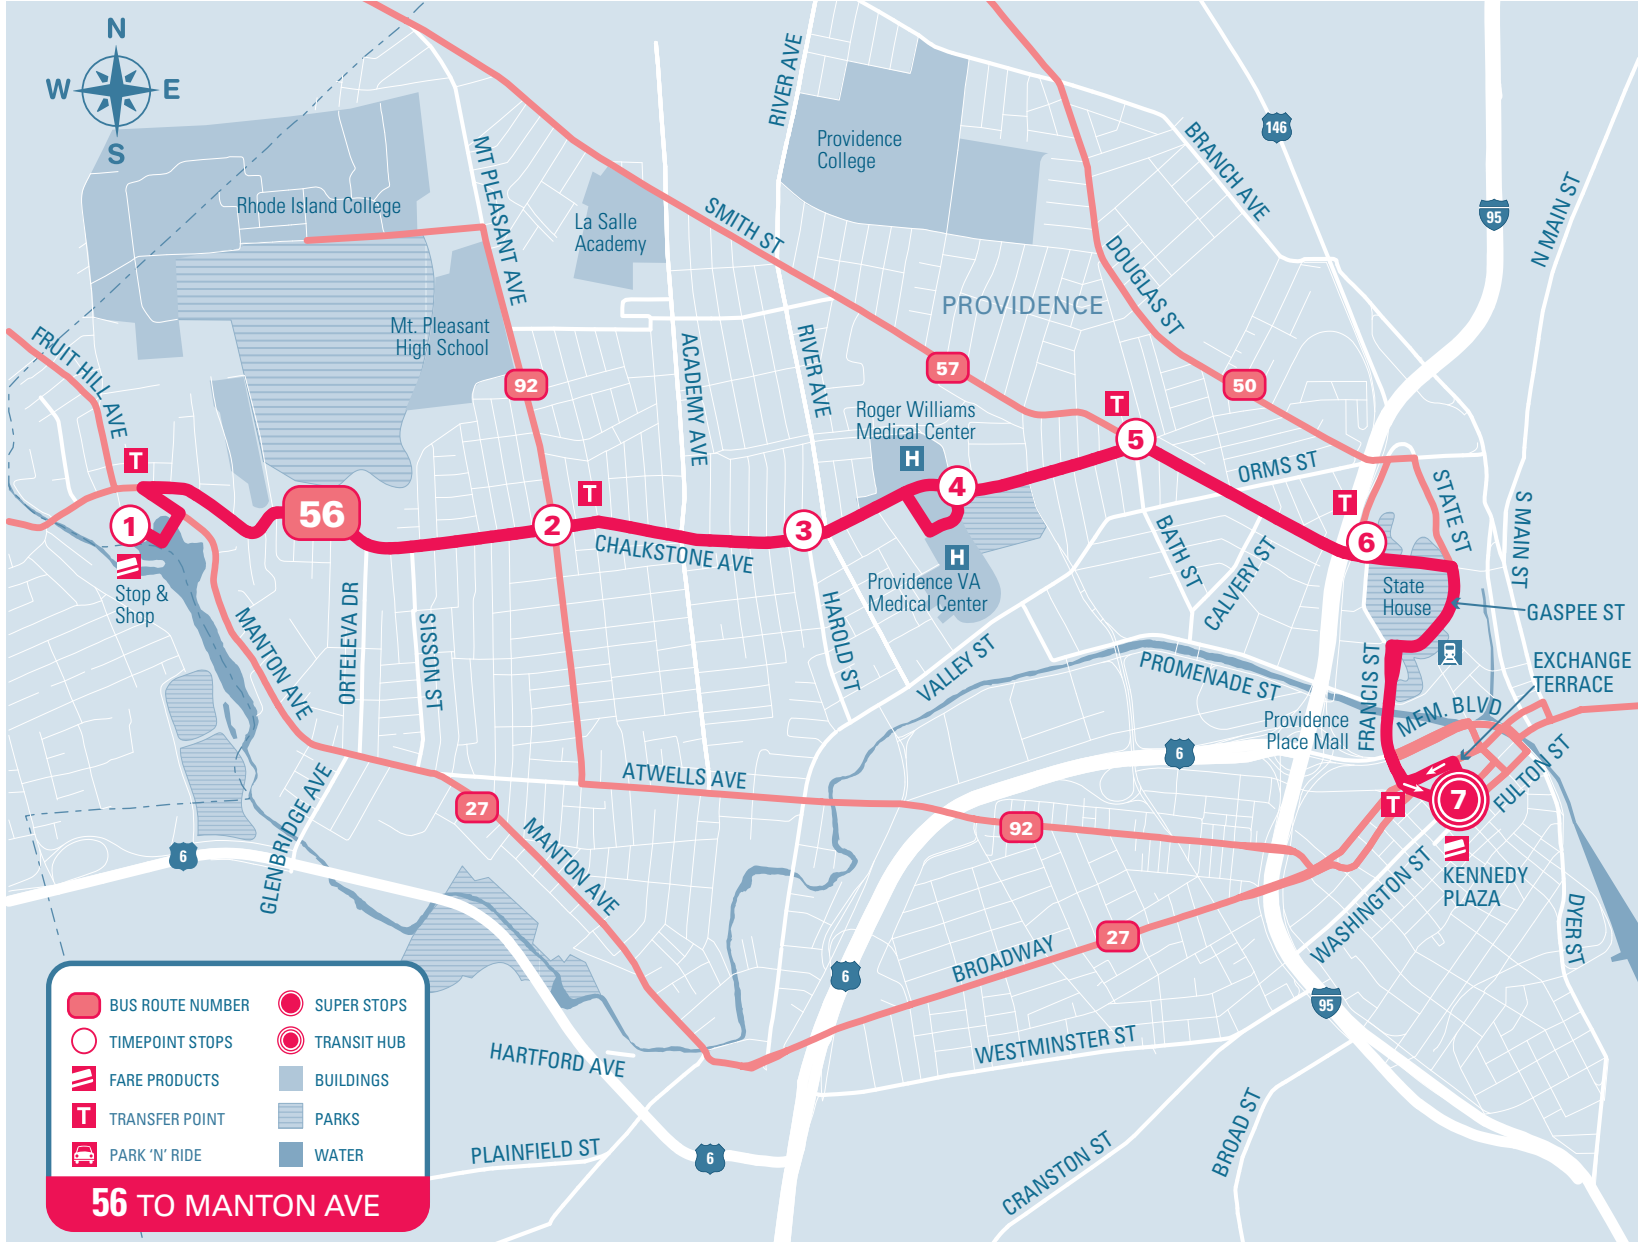 N
W
E
S
RIVER AVE
146
BRANCH AVE
95
N MAIN ST
Providence
College
MT PLEASANT AVE
Rhode Island College
La Salle
Academy
SMITH ST
DOUGLAS ST
PROVIDENCE
Mt. Pleasant
High School
FRUIT HILL AVE
ACADEMY AVE
RIVER AVE
92
57
50
Roger Williams
Medical Center
H
T
5
T
ORMS ST
STATE ST
S MAIN ST
1
56
T
2
3
4
T
6
CHALKSTONE AVE
H
Providence VA
Medical Center
BATH ST
CALVERY ST
State
House
GASPEE ST
Stop &
Shop
MANTON AVE
ORTELEVA DR
SISSON ST
HAROLD ST
VALLEY ST
PROMENADE ST
FRANCIS ST
EXCHANGE
TERRACE
MEM. BLVD
Providence
Place Mall
6
ATWELLS AVE
FULTON ST
7
T
27
92
GLENBRIDGE AVE
6
MANTON AVE
WASHINGTON ST
KENNEDY
PLAZA
DYER ST
27
BROADWAY
6
95
HARTFORD AVE
WESTMINSTER ST
PLAINFIELD ST
6
CRANSTON ST
BROAD ST
BUS ROUTE NUMBER
SUPER STOPS
TIMEPOINT STOPS
TRANSIT HUB
FARE PRODUCTS
BUILDINGS
T
TRANSFER POINT
PARKS
PARK 'N' RIDE
WATER
56 TO MANTON AVE